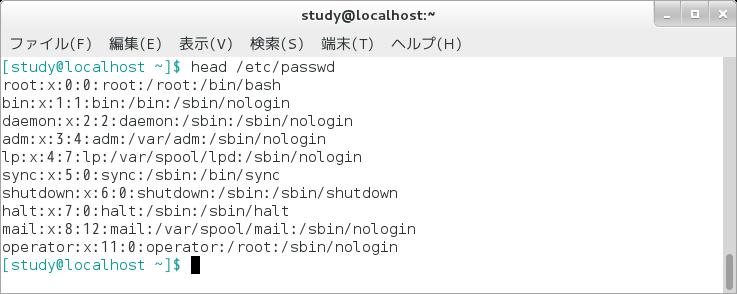 study@localhost:~
ファイル(F) 編集(E) 表示(V) 検索(S) 端末(T) ヘルプ(H)
[study@localhost ~]$ head /etc/passwd
root:x:0:0:root:/root:/bin/bash
bin:x:1:1:bin:/bin:/sbin/nologin
daemon:x:2:2:daemon:/sbin:/sbin/nologin
adm:x:3:4:adm:/var/adm:/sbin/nologin
lp:x:4:7:lp:/var/spool/lpd:/sbin/nologin
sync:x:5:0:sync:/sbin:/bin/sync
shutdown:x:6:0:shutdown:/sbin:/sbin/shutdown
halt:x:7:0:halt:/sbin:/sbin/halt
mail:x:8:12:mail:/var/spool/mail:/sbin/nologin
operator:x:11:0:operator:/root:/sbin/nologin
[study@localhost ~]$